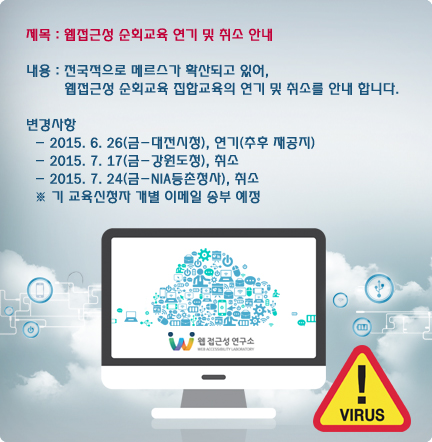 제목 : 웹접근성 순회교육 연기 및 취소 안내
내용 : 전국적으로 메르스가 확산되고 있어,
웹접근성 순회교육 집합교육의 연기 및 취소를 안내 합니다.
변경사항
- 2015. 6. 26(금-대전시청), 연기(추후 재공지)
- 2015. 7. 17(금-강원도청), 취소
- 2015. 7. 24(금-NIA등촌청사), 취소
※ 기 교육신청자 개별 이메일 송부 예정
웹 접근성 연구소
WEB ACCESSIBILITY LABORATORY
VIRUS